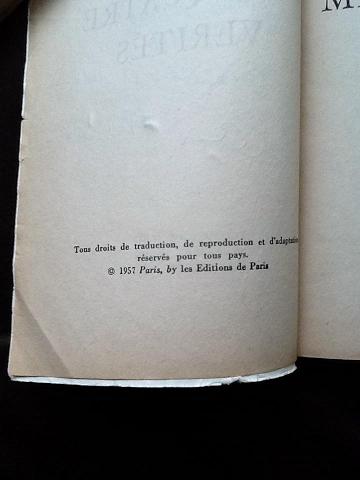 M
Tous droits de traduction, de reproduction et d'adaptation
réservés pour tous pays.
© 1957 Paris, by les Editions de Paris